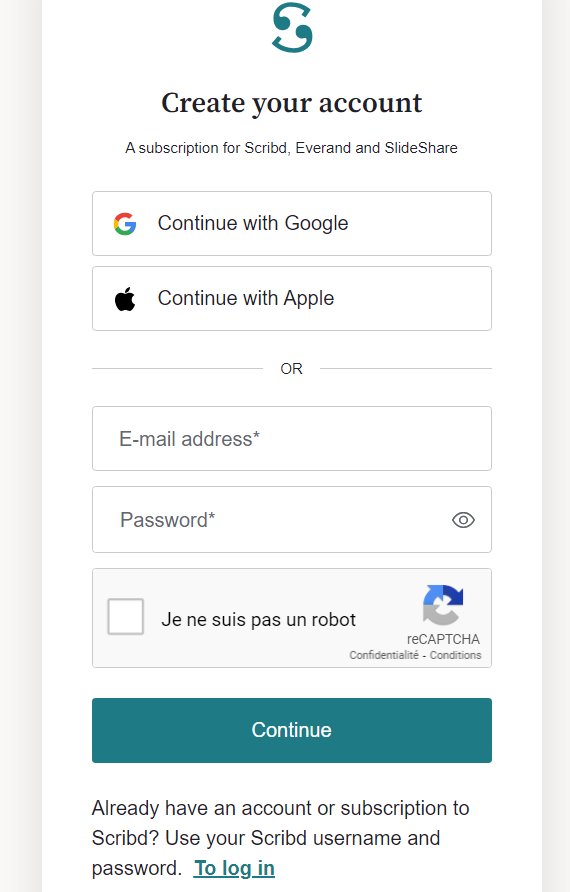 Create your account
A subscription for Scribd, Everand and SlideShare
Continue with Google
Continue with Apple
OR
E-mail address*
Password*
Je ne suis pas un robot
reCAPTCHA
Confidentialité - Conditions
Continue
Already have an account or subscription to
Scribd? Use your Scribd username and
password. To log in